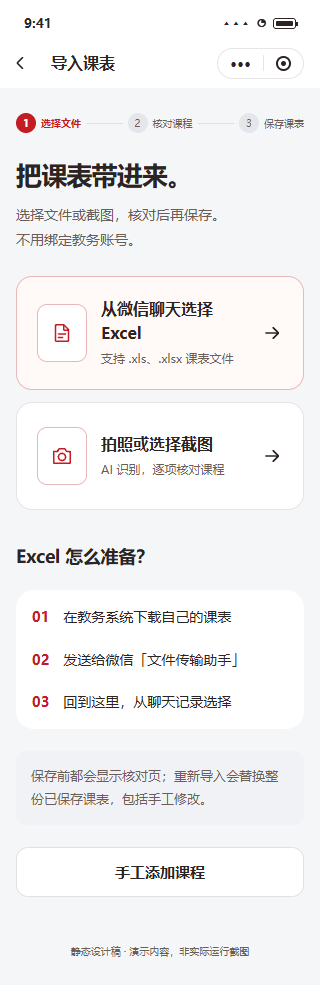 9:41
导入课表
1 选择文件 2 核对课程 3 保存课表
把课表带进来。
选择文件或截图，核对后再保存。
不用绑定教务账号。
从微信聊天选择
Excel
支持 .xls、.xlsx 课表文件
拍照或选择截图
AI 识别，逐项核对课程
Excel 怎么准备？
01 在教务系统下载自己的课表
02 发送给微信「文件传输助手」
03 回到这里，从聊天记录选择
保存前都会显示核对页；重新导入会替换整
份已保存课表，包括手工修改。
手工添加课程
静态设计稿 · 演示内容，非实际运行截图